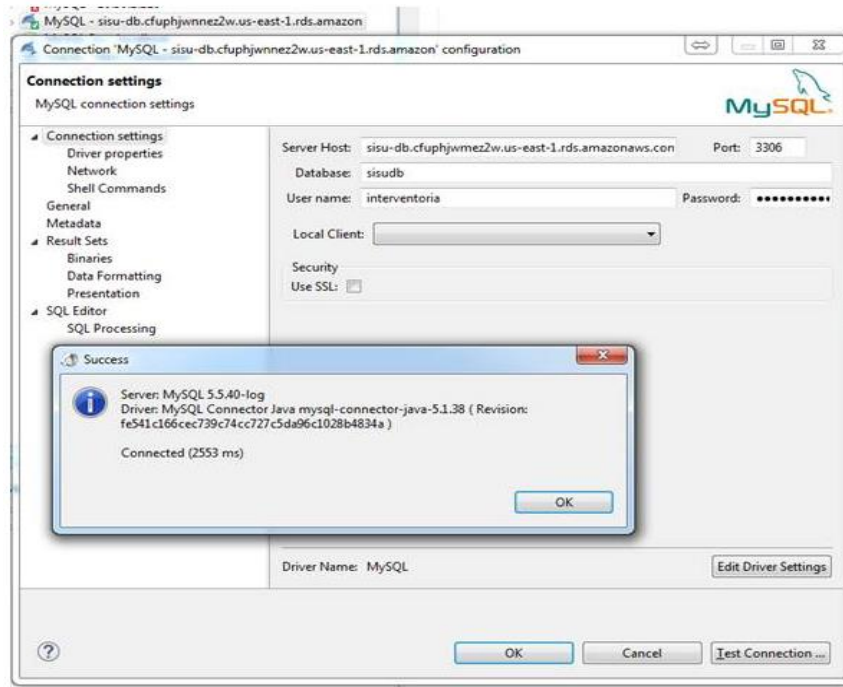 MySQL - sisu-db.cfuphjwnnez2w.us-east-1.rds.amazon
Connection 'MySQL - sisu-db.cfuphjwnnez2w.us-east-1.rds.amazon' configuration
Connection settings
MySQL connection settings
MySQL
Connection settings
Driver properties
Network
Shell Commands
General
Metadata
Result Sets
Binaries
Data Formatting
Presentation
SQL Editor
SQL Processing
Server Host: sisu-db.cfuphjwmez2w.us-east-1.rds.amazonaws.con Port: 3306
Database: sisudb
User name: interventoria Password: ••••••••••
Local Client:
Security
Use SSL:
Success
Server: MySQL 5.5.40-log
Driver: MySQL Connector Java mysql-connector-java-5.1.38 ( Revision:
fe541c166cec739c74cc727c5da96c1028b4834a )
Connected (2553 ms)
OK
Driver Name: MySQL Edit Driver Settings
OK Cancel Test Connection ...